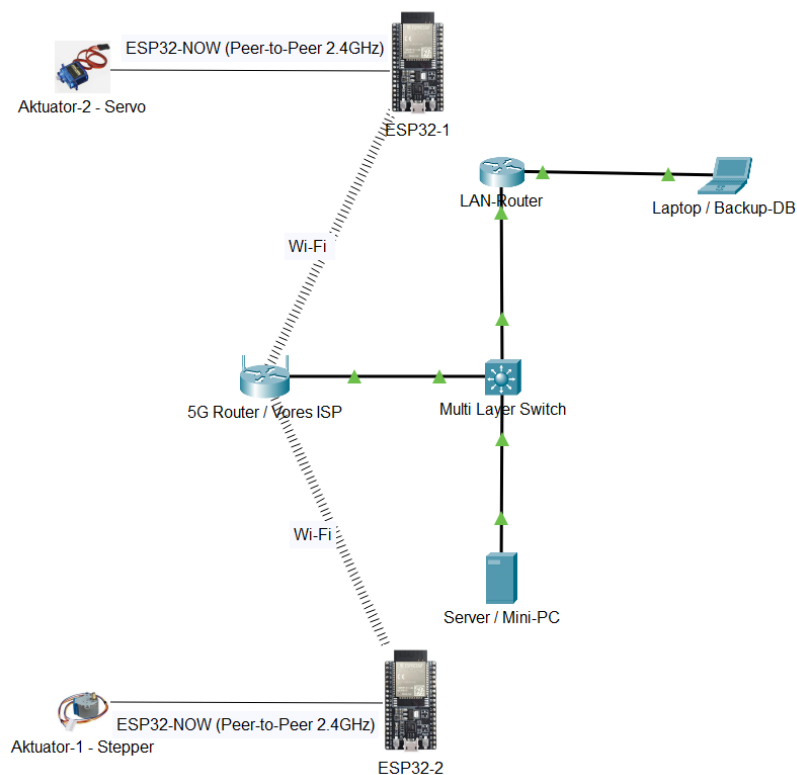 ESP32-NOW (Peer-to-Peer 2.4GHz)
Aktuator-2 - Servo
ESP32-1
LAN-Router
Laptop / Backup-DB
Wi-Fi
5G Router / Vores ISP
Multi Layer Switch
Wi-Fi
Server / Mini-PC
ESP32-NOW (Peer-to-Peer 2.4GHz)
Aktuator-1 - Stepper
ESP32-2